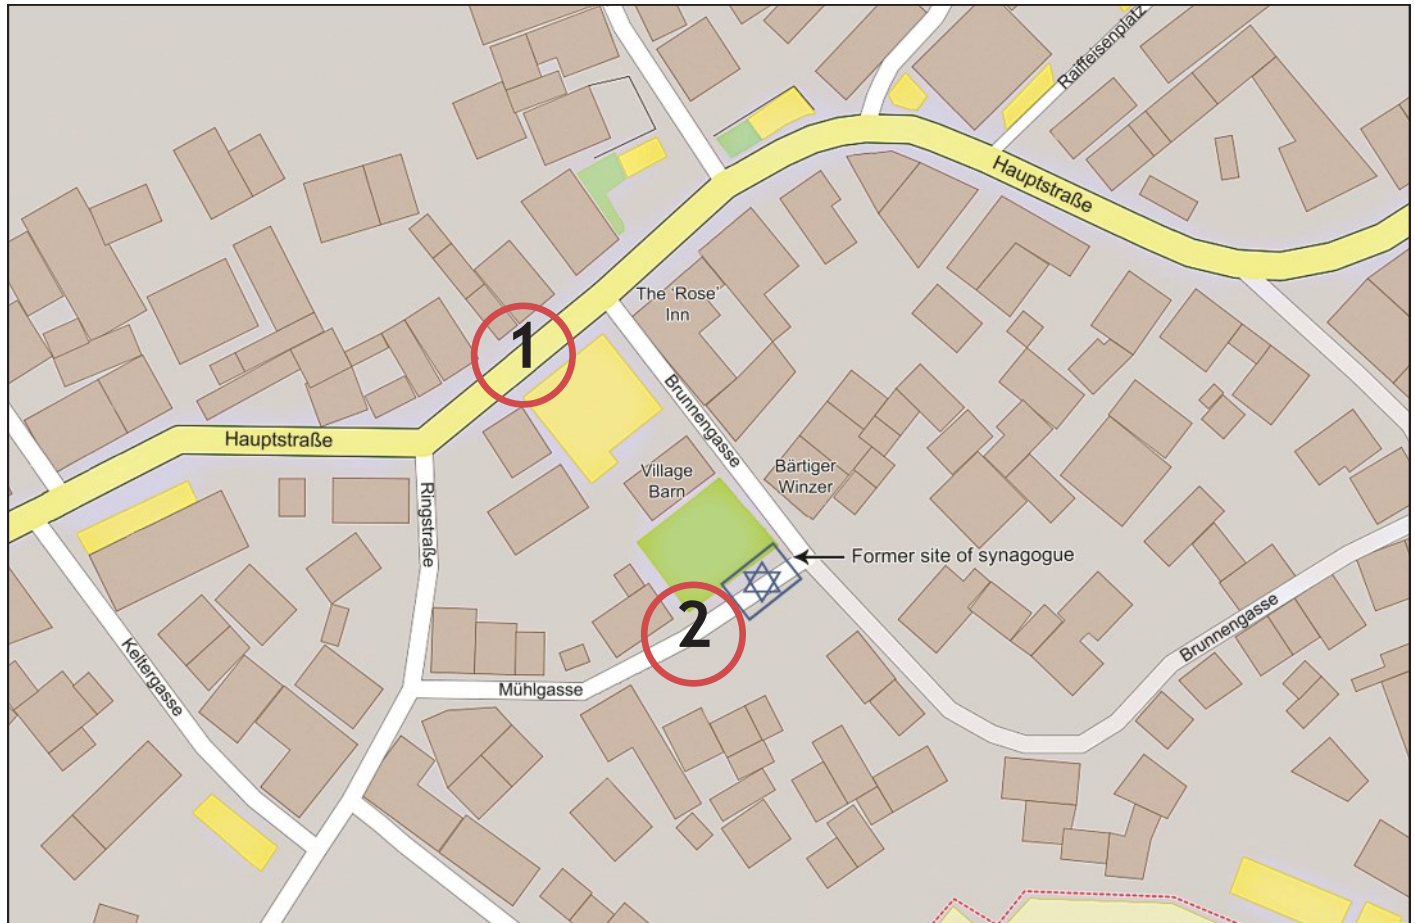 Raiffeisenplatz
Hauptstraße
The 'Rose'
Inn
1
Brunnengasse
Hauptstraße
Village
Barn
Bärtiger
Winzer
Ringstraße
Former site of synagogue
2
Brunnengasse
Keltergasse
Mühlgasse